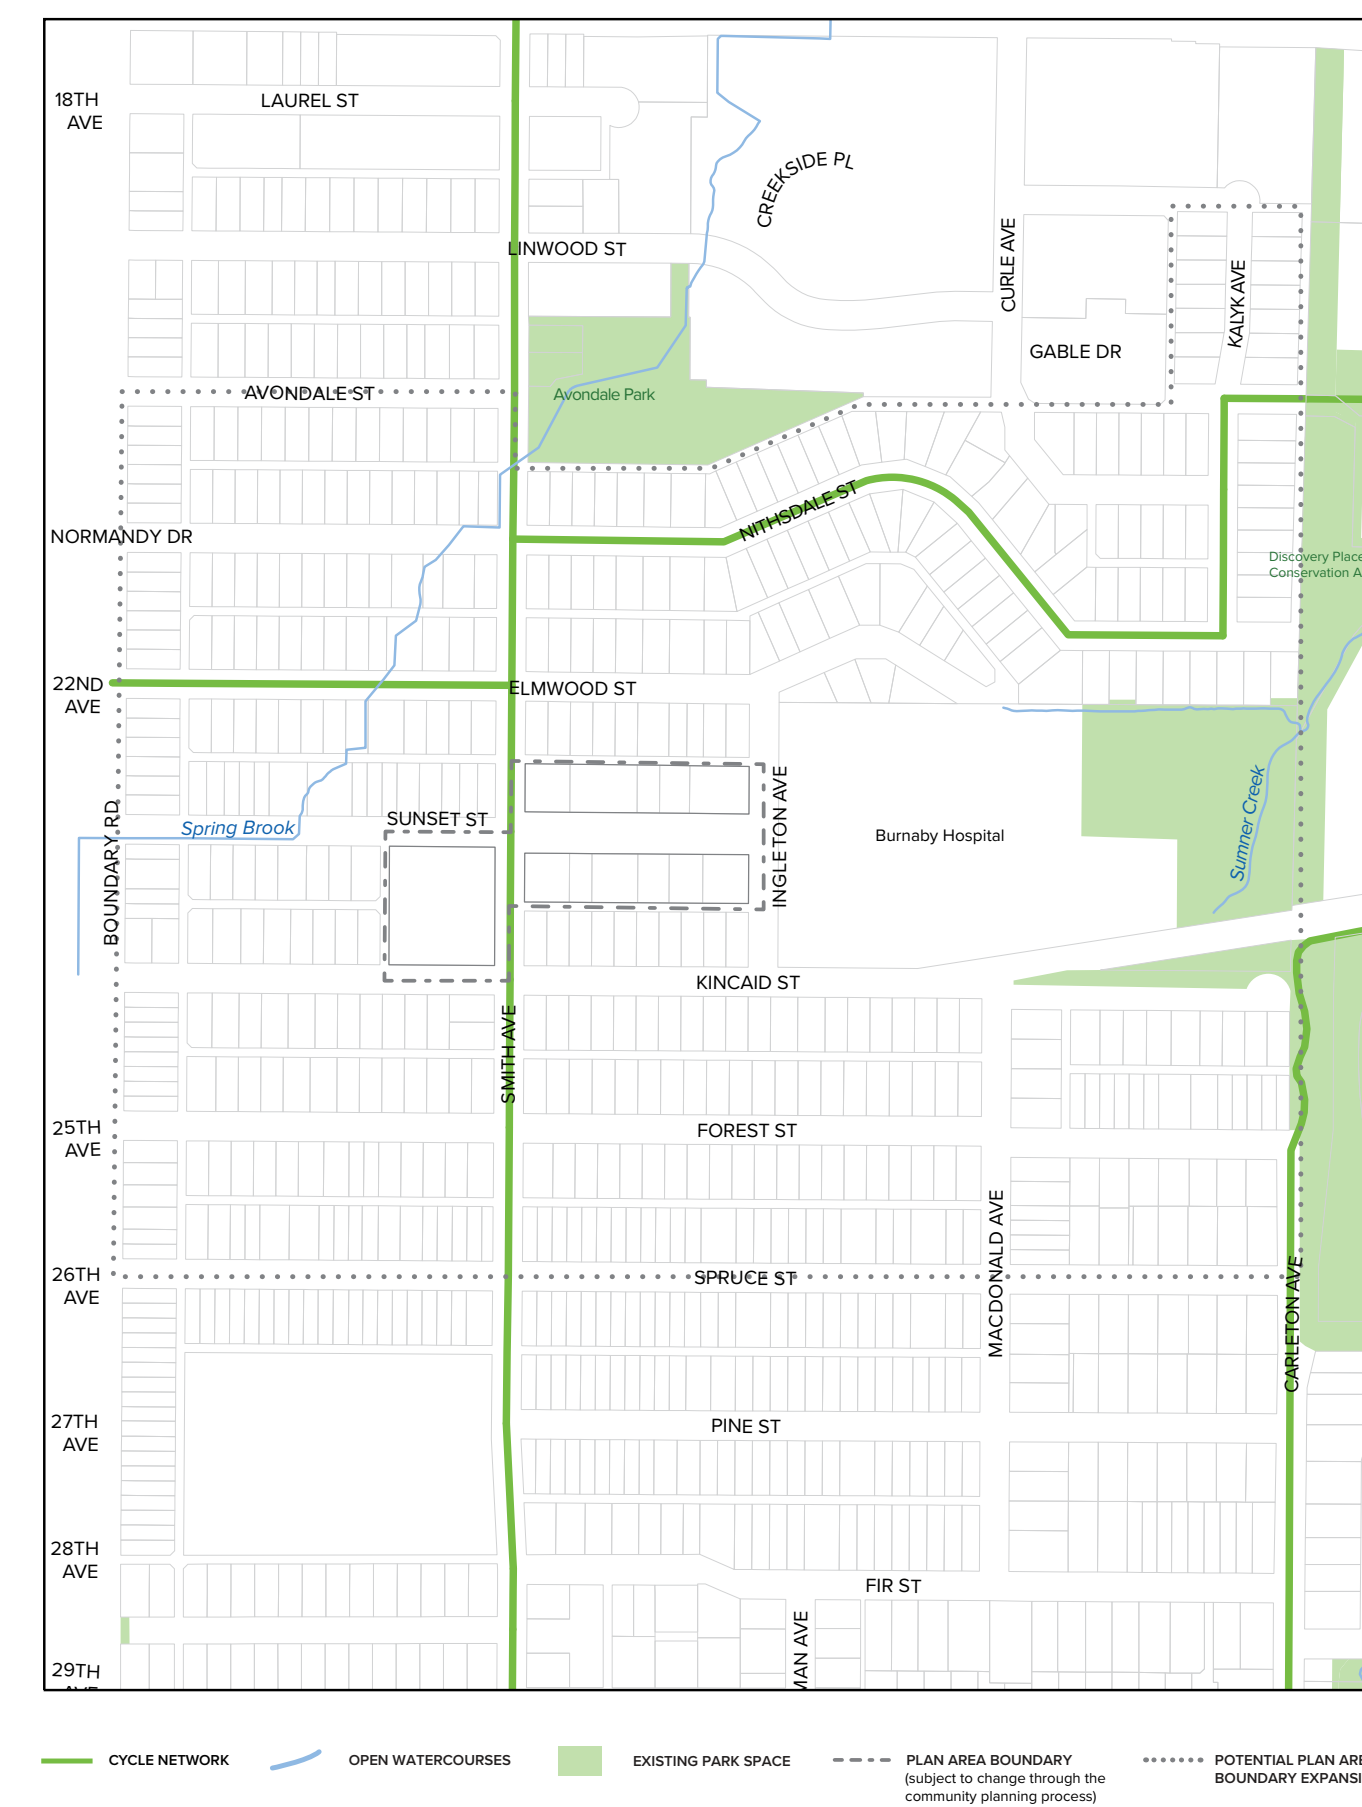 18TH
AVE
LAUREL ST
CREEKSIDE PL
LINWOOD ST
CURLE AVE
KALYK AVE
GABLE DR
AVONDALE ST
Avondale Park
NITHSDALE ST
NORMANDY DR
Discovery Place
Conservation A
22ND
AVE
ELMWOOD ST
BOUNDARY RD
Spring Brook
SUNSET ST
INGLETON AVE
Burnaby Hospital
Sumner Creek
KINCAID ST
SMITH AVE
25TH
AVE
FOREST ST
MACDONALD AVE
26TH
AVE
SPRUCE ST
CARLETON AVE
27TH
AVE
PINE ST
28TH
AVE
FIR ST
MAN AVE
29TH
AVE
CYCLE NETWORK
OPEN WATERCOURSES
EXISTING PARK SPACE
PLAN AREA BOUNDARY
(subject to change through the
community planning process)
POTENTIAL PLAN ARE
BOUNDARY EXPANSI